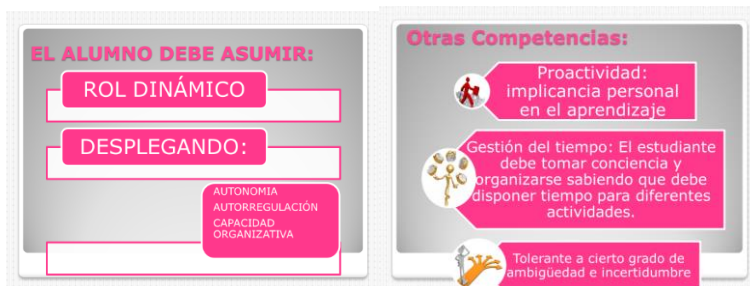 EL ALUMNO DEBE ASUMIR:
ROL DINÁMICO
DESPLEGANDO:
AUTONOMIA
AUTORREGULACIÓN
CAPACIDAD
ORGANIZATIVA
Otras Competencias:
Proactividad:
implicancia personal
en el aprendizaje
Gestión del tiempo: El estudiante
debe tomar conciencia y
organizarse sabiendo que debe
disponer tiempo para diferentes
actividades.
Tolerante a cierto grado de
ambigüedad e incertidumbre